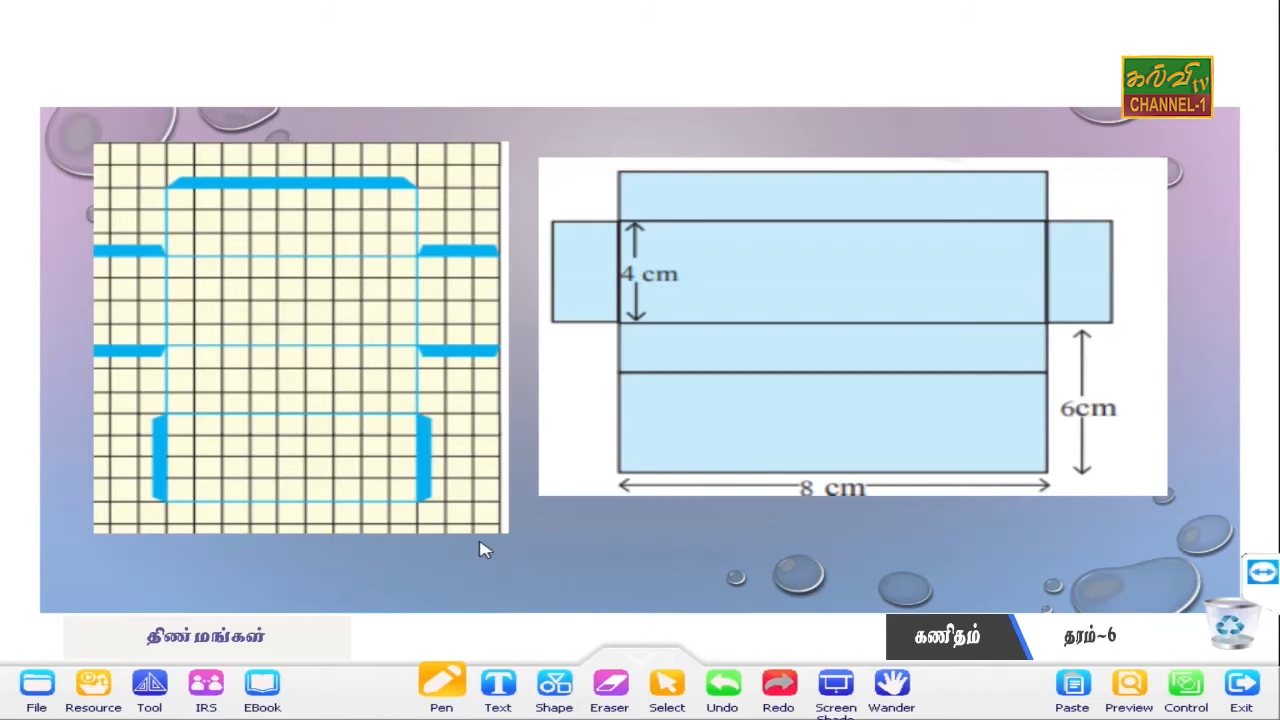 கல்வி tv
CHANNEL-1
4 cm
6cm
8 cm
திண்மங்கள்
கணிதம்
தரம்-6
File
Resource
Tool
IRS
EBook
Pen
Text
Shape
Eraser
Select
Undo
Redo
Screen
Shade
Wander
Paste
Preview
Control
Exit